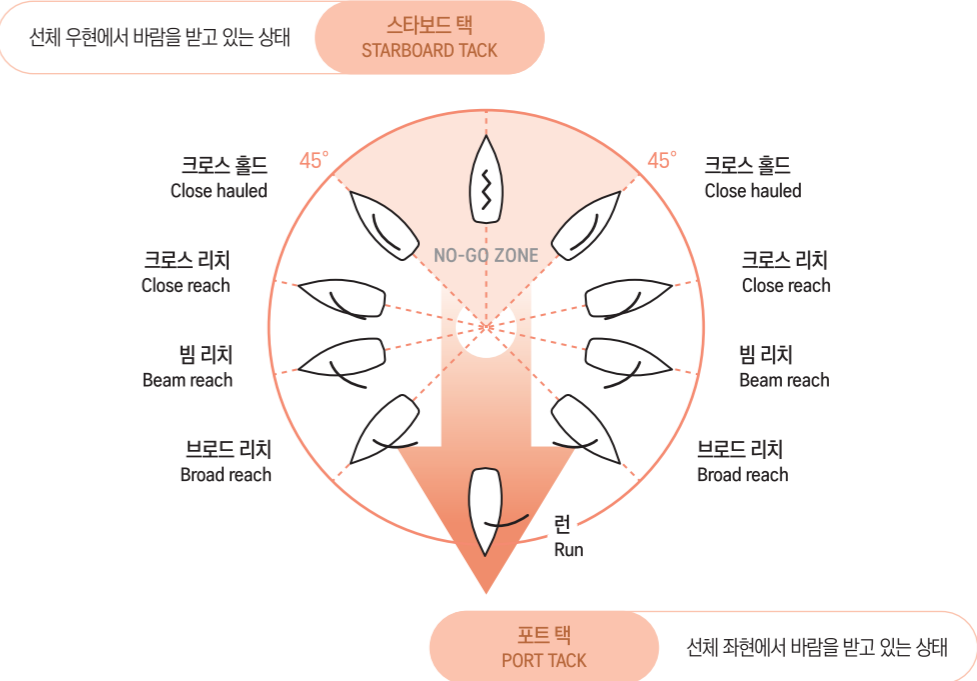 선체 우현에서 바람을 받고 있는 상태
스타보드 택
STARBOARD TACK
크로스 홀드
Close hauled
45°
45°
크로스 홀드
Close hauled
NO-GO ZONE
크로스 리치
Close reach
크로스 리치
Close reach
빔 리치
Beam reach
빔 리치
Beam reach
브로드 리치
Broad reach
브로드 리치
Broad reach
런
Run
포트 택
PORT TACK
선체 좌현에서 바람을 받고 있는 상태